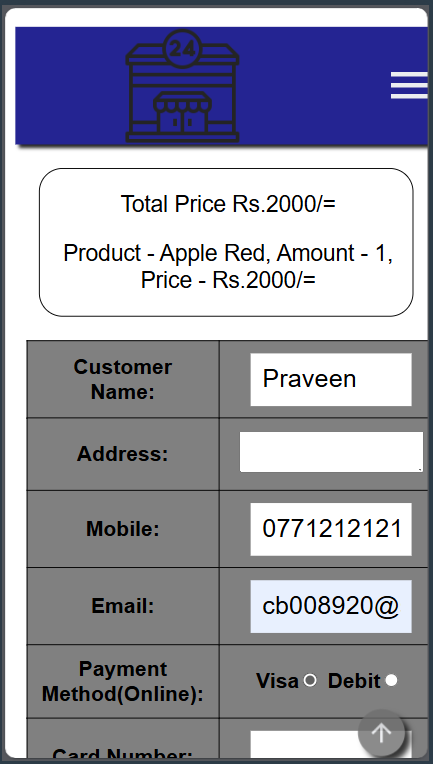 24
Total Price Rs.2000/=
Product - Apple Red, Amount - 1,
Price - Rs.2000/=
Customer
Name:
Praveen
Address:
Mobile:
0771212121
Email:
cb008920@
Payment
Method(Online):
Visa Debit
Card Number: